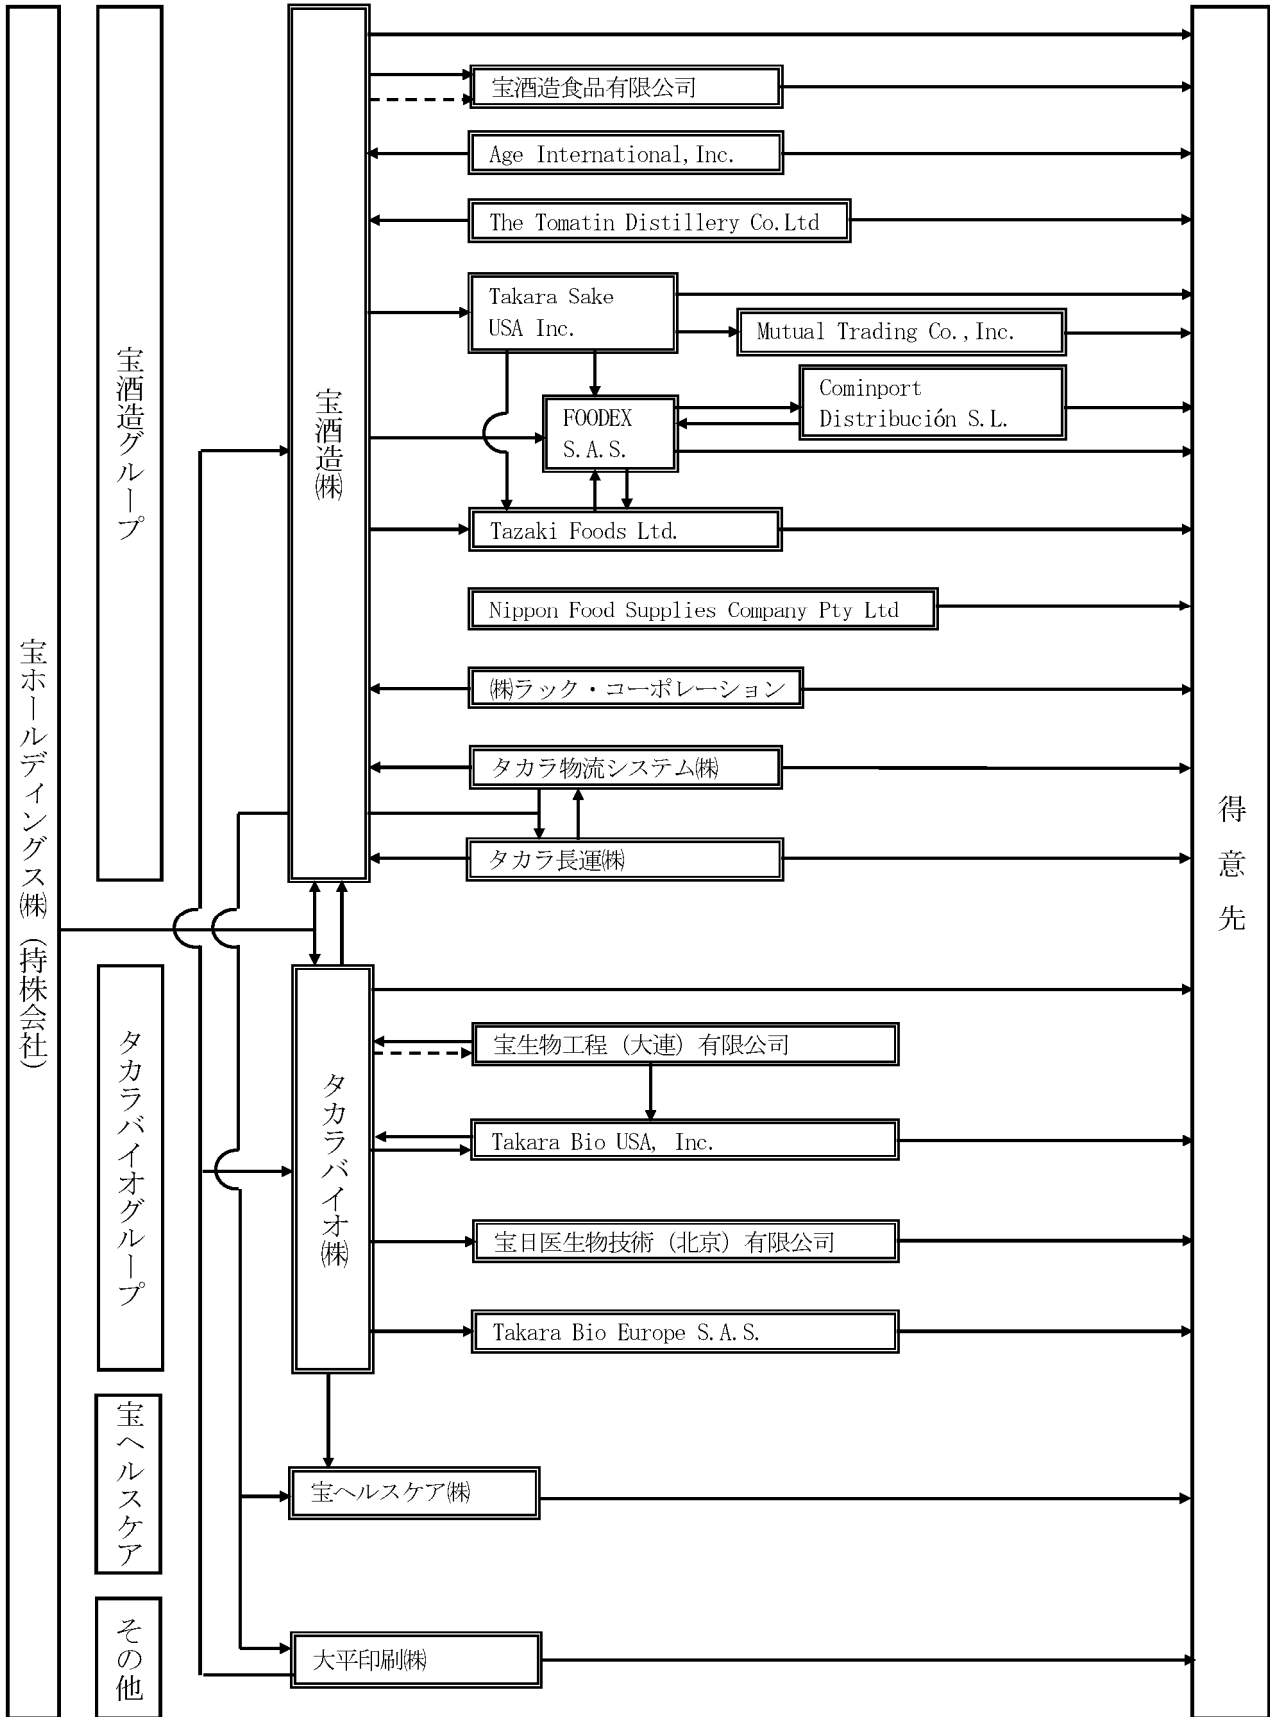 宝ホールディングス㈱（持株会社）
宝酒造グループ
宝酒造㈱
宝酒造食品有限公司
Age International, Inc.
The Tomatin Distillery Co.Ltd
Takara Sake
USA Inc.
Mutual Trading Co., Inc.
Cominport
Distribución S.L.
FOODEX
S.A.S.
Tazaki Foods Ltd.
Nippon Food Supplies Company Pty Ltd
㈱ラック・コーポレーション
タカラ物流システム㈱
タカラ長運㈱
得意先
タカラバイオグループ
タカラバイオ㈱
宝生物工程（大連）有限公司
Takara Bio USA, Inc.
宝日医生物技術（北京）有限公司
Takara Bio Europe S.A.S.
宝ヘルスケア
宝ヘルスケア㈱
その他
大平印刷㈱